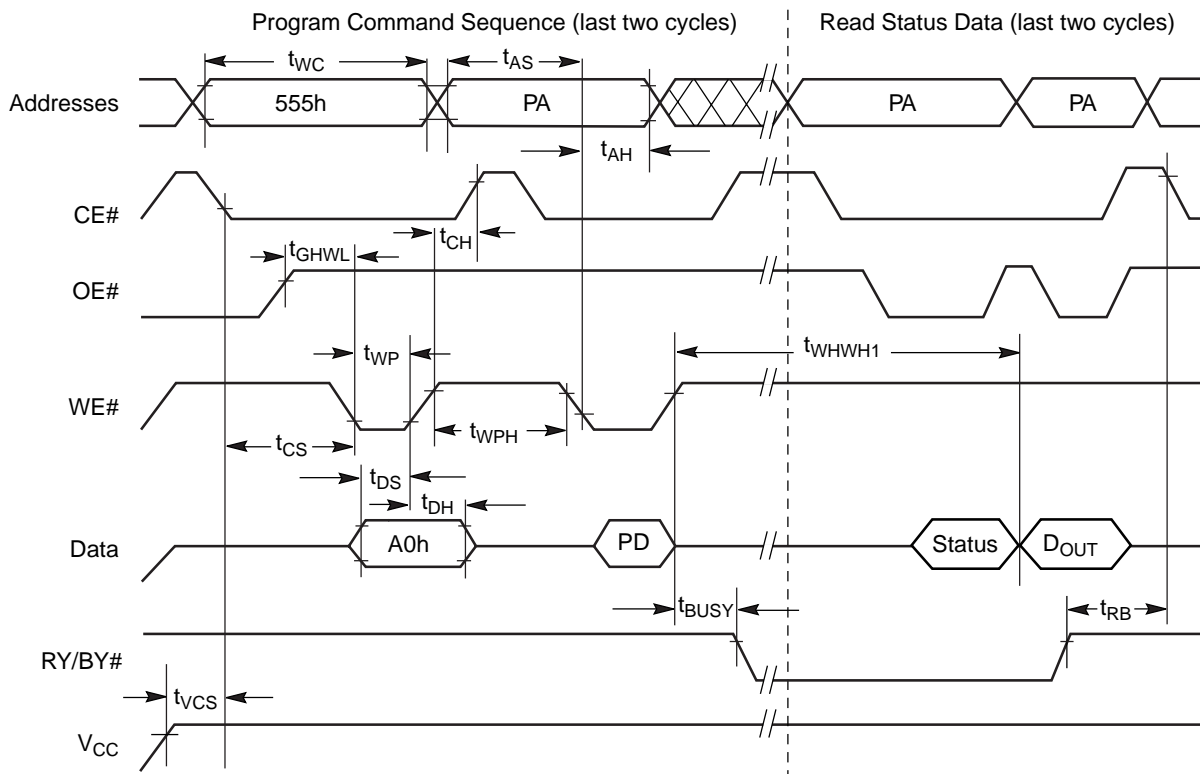 Program Command Sequence (last two cycles)
Read Status Data (last two cycles)
tWC
tAS
Addresses
555h
PA
PA
PA
tAH
CE#
tCH
tGHWL
OE#
tWP
tWHWH1
WE#
tWPH
tCS
tDS
tDH
Data
A0h
PD
Status
DOUT
tBUSY
tRB
RY/BY#
tVCS
VCC